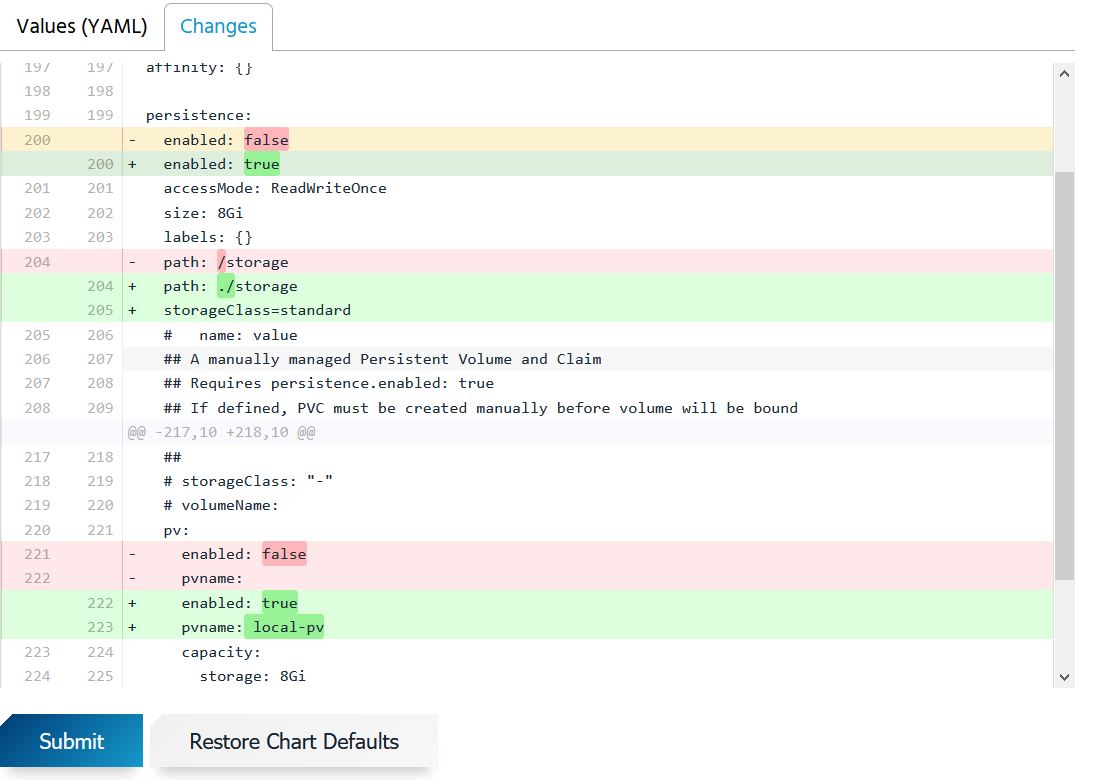 Values (YAML) Changes
197 197 affinity: {}
198 198
199 199 persistence:
200 - enabled: false
200 + enabled: true
201 201 accessMode: ReadWriteOnce
202 202 size: 8Gi
203 203 labels: {}
204 - path: /storage
204 + path: ./storage
205 + storageClass=standard
205 206 # name: value
206 207 ## A manually managed Persistent Volume and Claim
207 208 ## Requires persistence.enabled: true
208 209 ## If defined, PVC must be created manually before volume will be bound
@@ -217,10 +218,10 @@
217 218 ##
218 219 # storageClass: "-"
219 220 # volumeName:
220 221 pv:
221 - enabled: false
222 - pvname:
222 + enabled: true
223 + pvname: local-pv
223 224 capacity:
224 225 storage: 8Gi
Submit Restore Chart Defaults